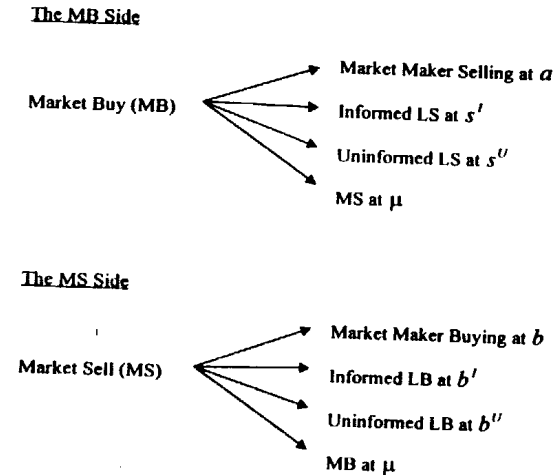 The MB Side
Market Maker Selling at a
Market Buy (MB)
Informed LS at s^I
Uninformed LS at s^U
MS at μ
The MS Side
Market Maker Buying at b
Market Sell (MS)
Informed LB at b^I
Uninformed LB at b^U
MB at μ